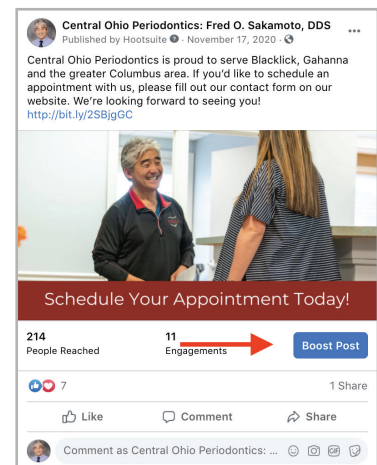 Central Ohio Periodontics: Fred O. Sakamoto, DDS
Published by Hootsuite · November 17, 2020 ·
Central Ohio Periodontics is proud to serve Blacklick, Gahanna
and the greater Columbus area. If you'd like to schedule an
appointment with us, please fill out our contact form on our
website. We're looking forward to seeing you!
http://bit.ly/2SBjgGC
Schedule Your Appointment Today!
214
People Reached
11
Engagements
Boost Post
7
1 Share
Like
Comment
Share
Comment as Central Ohio Periodontics: ...
GIF